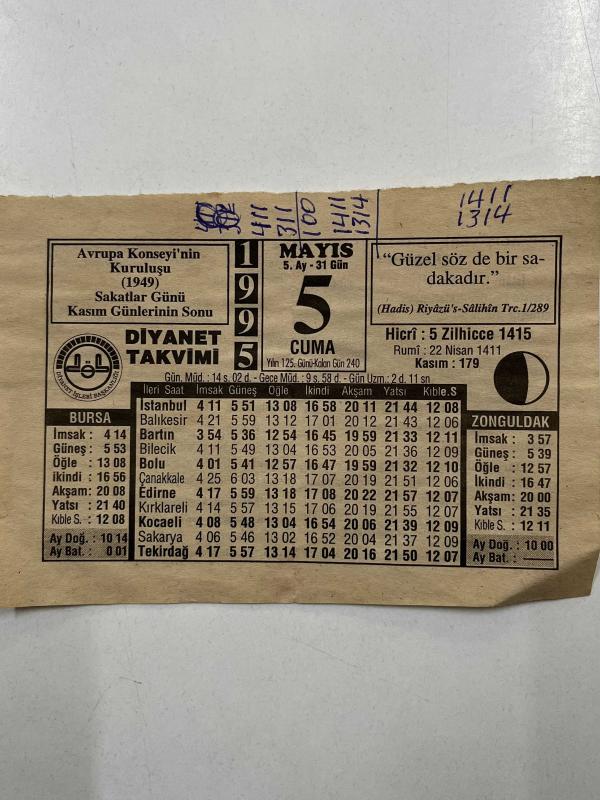 411
311
100
1411
1314
1411
1314
Avrupa Konseyi'nin
Kuruluşu
(1949)
Sakatlar Günü
Kasım Günlerinin Sonu
1
9
9
5
MAYIS
5. Ay - 31 Gün
5
CUMA
Yılın 125. Günü-Kalan Gün 240
“Güzel söz de bir sa-
dakadır.”
(Hadis) Riyâzü's-Sâlihîn Trc.1/289
DİYANET
TAKVİMİ
DİYANET İŞLERİ BAŞKANLIĞI
Hicrî : 5 Zilhicce 1415
Rumî : 22 Nisan 1411
Kasım : 179
Gün. Müd. : 14 s. 02 d. - Gece Müd. : 9 s. 58 d. - Gün Uzm. : 2 d. 11 sn
İleri Saat İmsak Güneş Öğle İkindi Akşam Yatsı Kıble.S
İstanbul 4 11 5 51 13 08 16 58 20 11 21 44 12 08
Balıkesir 4 21 5 59 13 12 17 01 20 12 21 43 12 06
Bartın 3 54 5 36 12 54 16 45 19 59 21 33 12 11
Bilecik 4 11 5 49 13 04 16 53 20 05 21 36 12 09
Bolu 4 01 5 41 12 57 16 47 19 59 21 32 12 10
Çanakkale 4 25 6 03 13 18 17 07 20 19 21 51 12 06
Edirne 4 17 5 59 13 18 17 08 20 22 21 57 12 07
Kırklareli 4 14 5 57 13 15 17 06 20 19 21 55 12 07
Kocaeli 4 08 5 48 13 04 16 54 20 06 21 39 12 09
Sakarya 4 06 5 46 13 02 16 52 20 04 21 37 12 09
Tekirdağ 4 17 5 57 13 14 17 04 20 16 21 50 12 07
BURSA
İmsak : 4 14
Güneş : 5 53
Öğle : 13 08
İkindi : 16 56
Akşam: 20 08
Yatsı : 21 40
Kıble S. : 12 08
Ay Doğ. : 10 14
Ay Bat. : 0 01
ZONGULDAK
İmsak : 3 57
Güneş : 5 39
Öğle : 12 57
İkindi : 16 47
Akşam: 20 00
Yatsı : 21 35
Kıble S. : 12 11
Ay Doğ. : 10 00
Ay Bat. : ———